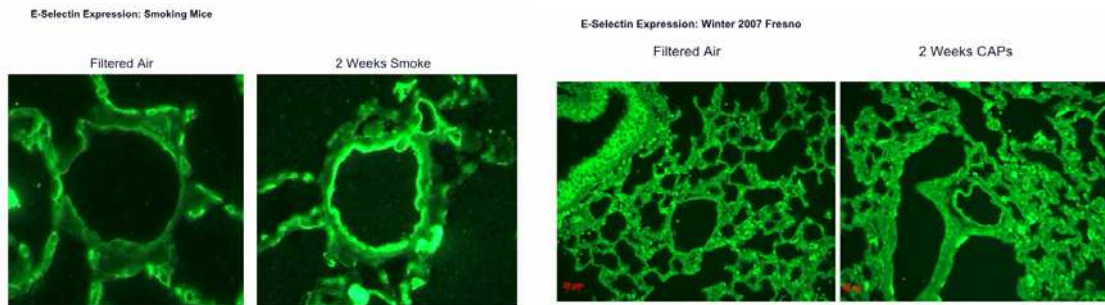 E-Selectin Expression: Smoking Mice
Filtered Air
2 Weeks Smoke
E-Selectin Expression: Winter 2007 Fresno
Filtered Air
2 Weeks CAPs